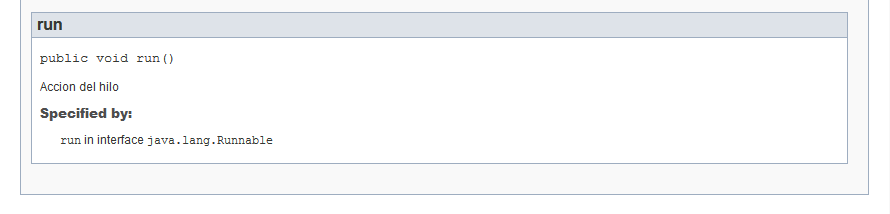 run
public void run()
Accion del hilo
Specified by:
run in interface java.lang.Runnable